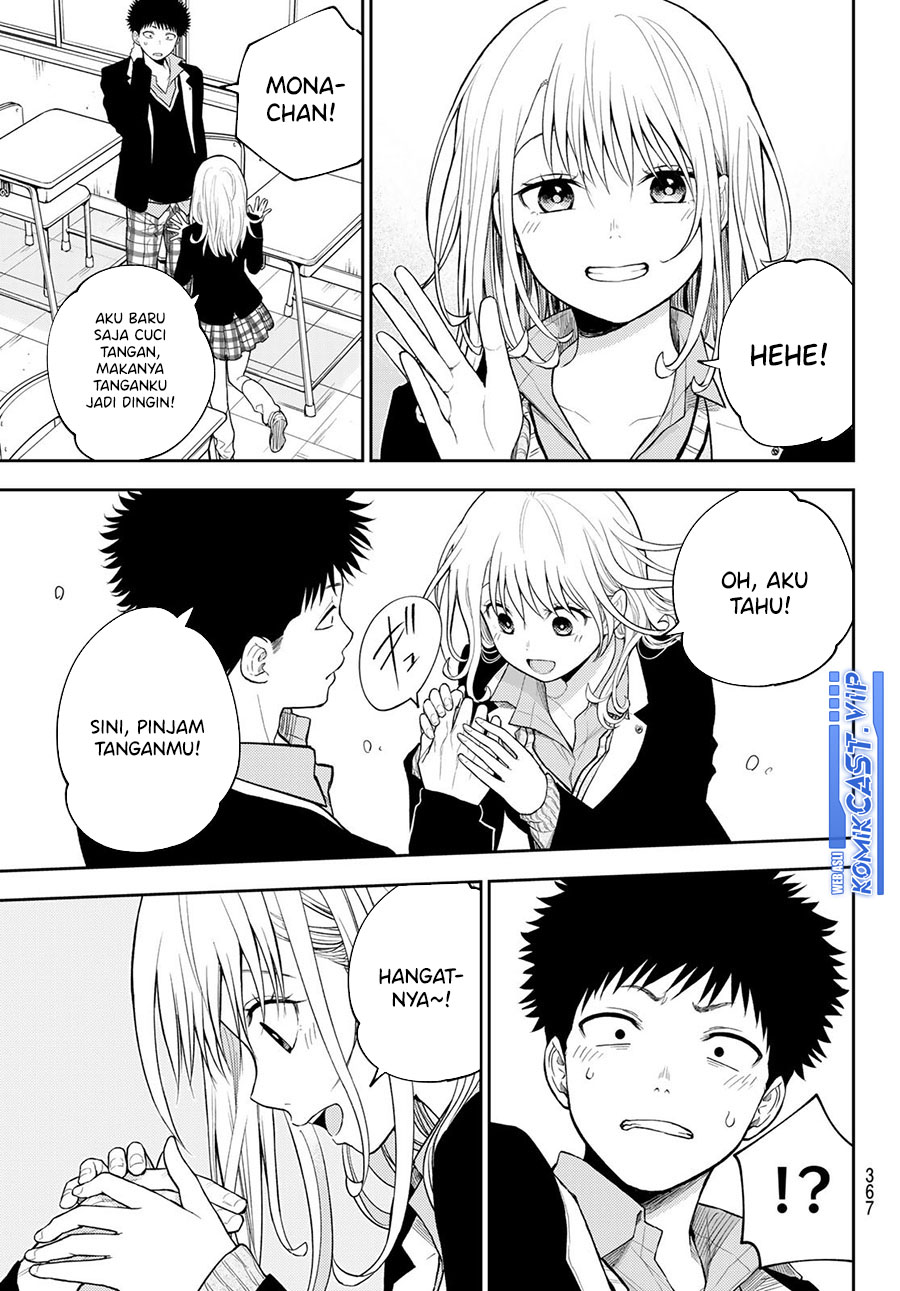 HEHE!
MONA-
CHAN!
AKU BARU
SAJA CUCI
TANGAN,
MAKANYA
TANGANKU
JADI DINGIN!
OH, AKU
TAHU!
ギュ
SINI, PINJAM
TANGANMU!
!?
HANGAT-
NYA~!
WEB ASLI
KOMIKCAST.VIP
367